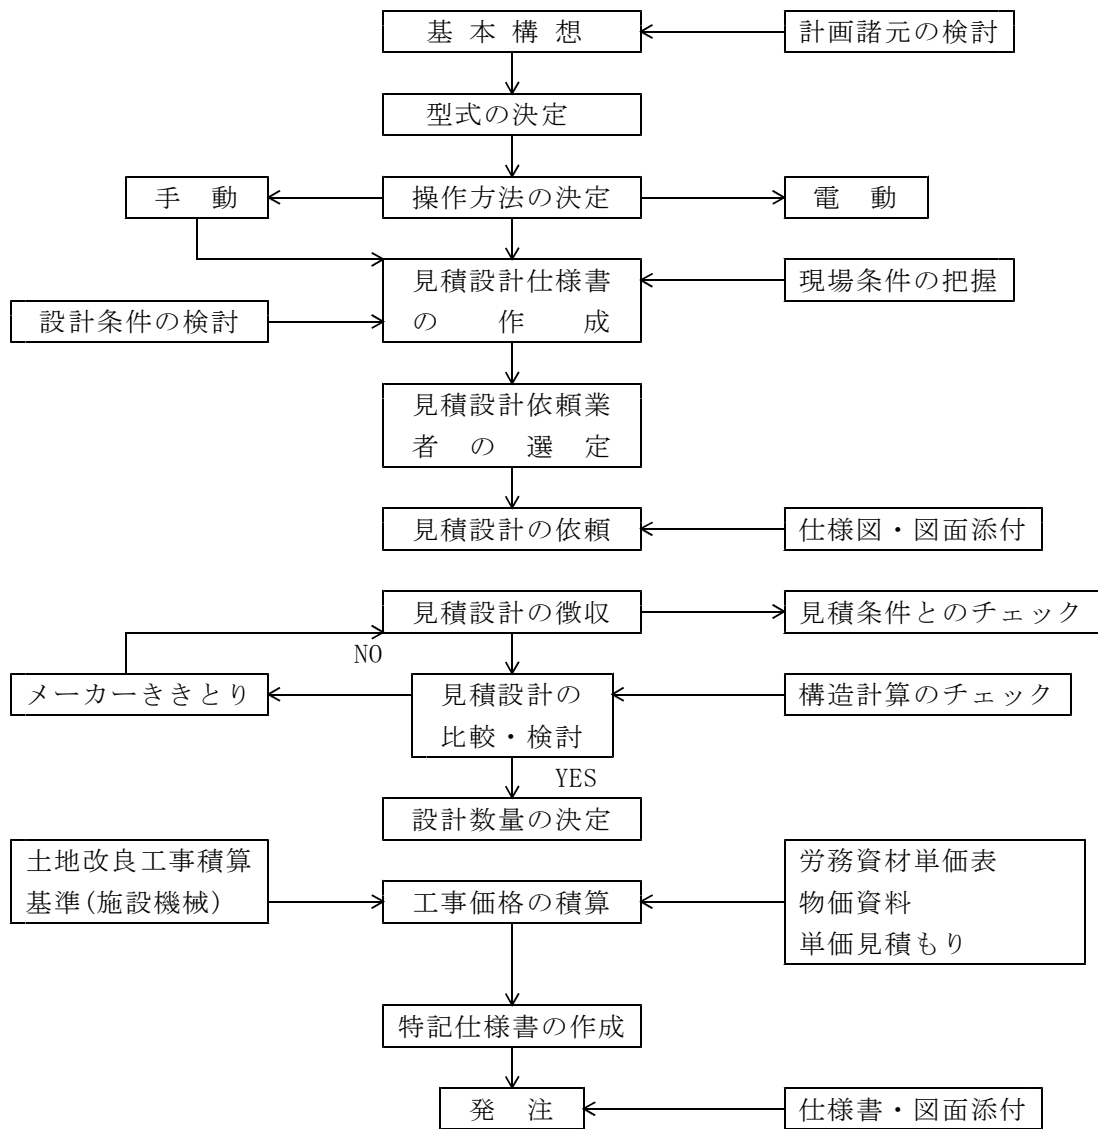 基 本 構 想
計画諸元の検討
型式の決定
手 動
操作方法の決定
電 動
見積設計仕様書
の 作 成
現場条件の把握
設計条件の検討
見積設計依頼業
者 の 選 定
見積設計の依頼
仕様図・図面添付
見積設計の徴収
見積条件とのチェック
NO
メーカーききとり
見積設計の
比較・検討
構造計算のチェック
YES
設計数量の決定
土地改良工事積算
基準(施設機械)
工事価格の積算
労務資材単価表
物価資料
単価見積もり
特記仕様書の作成
発 注
仕様書・図面添付